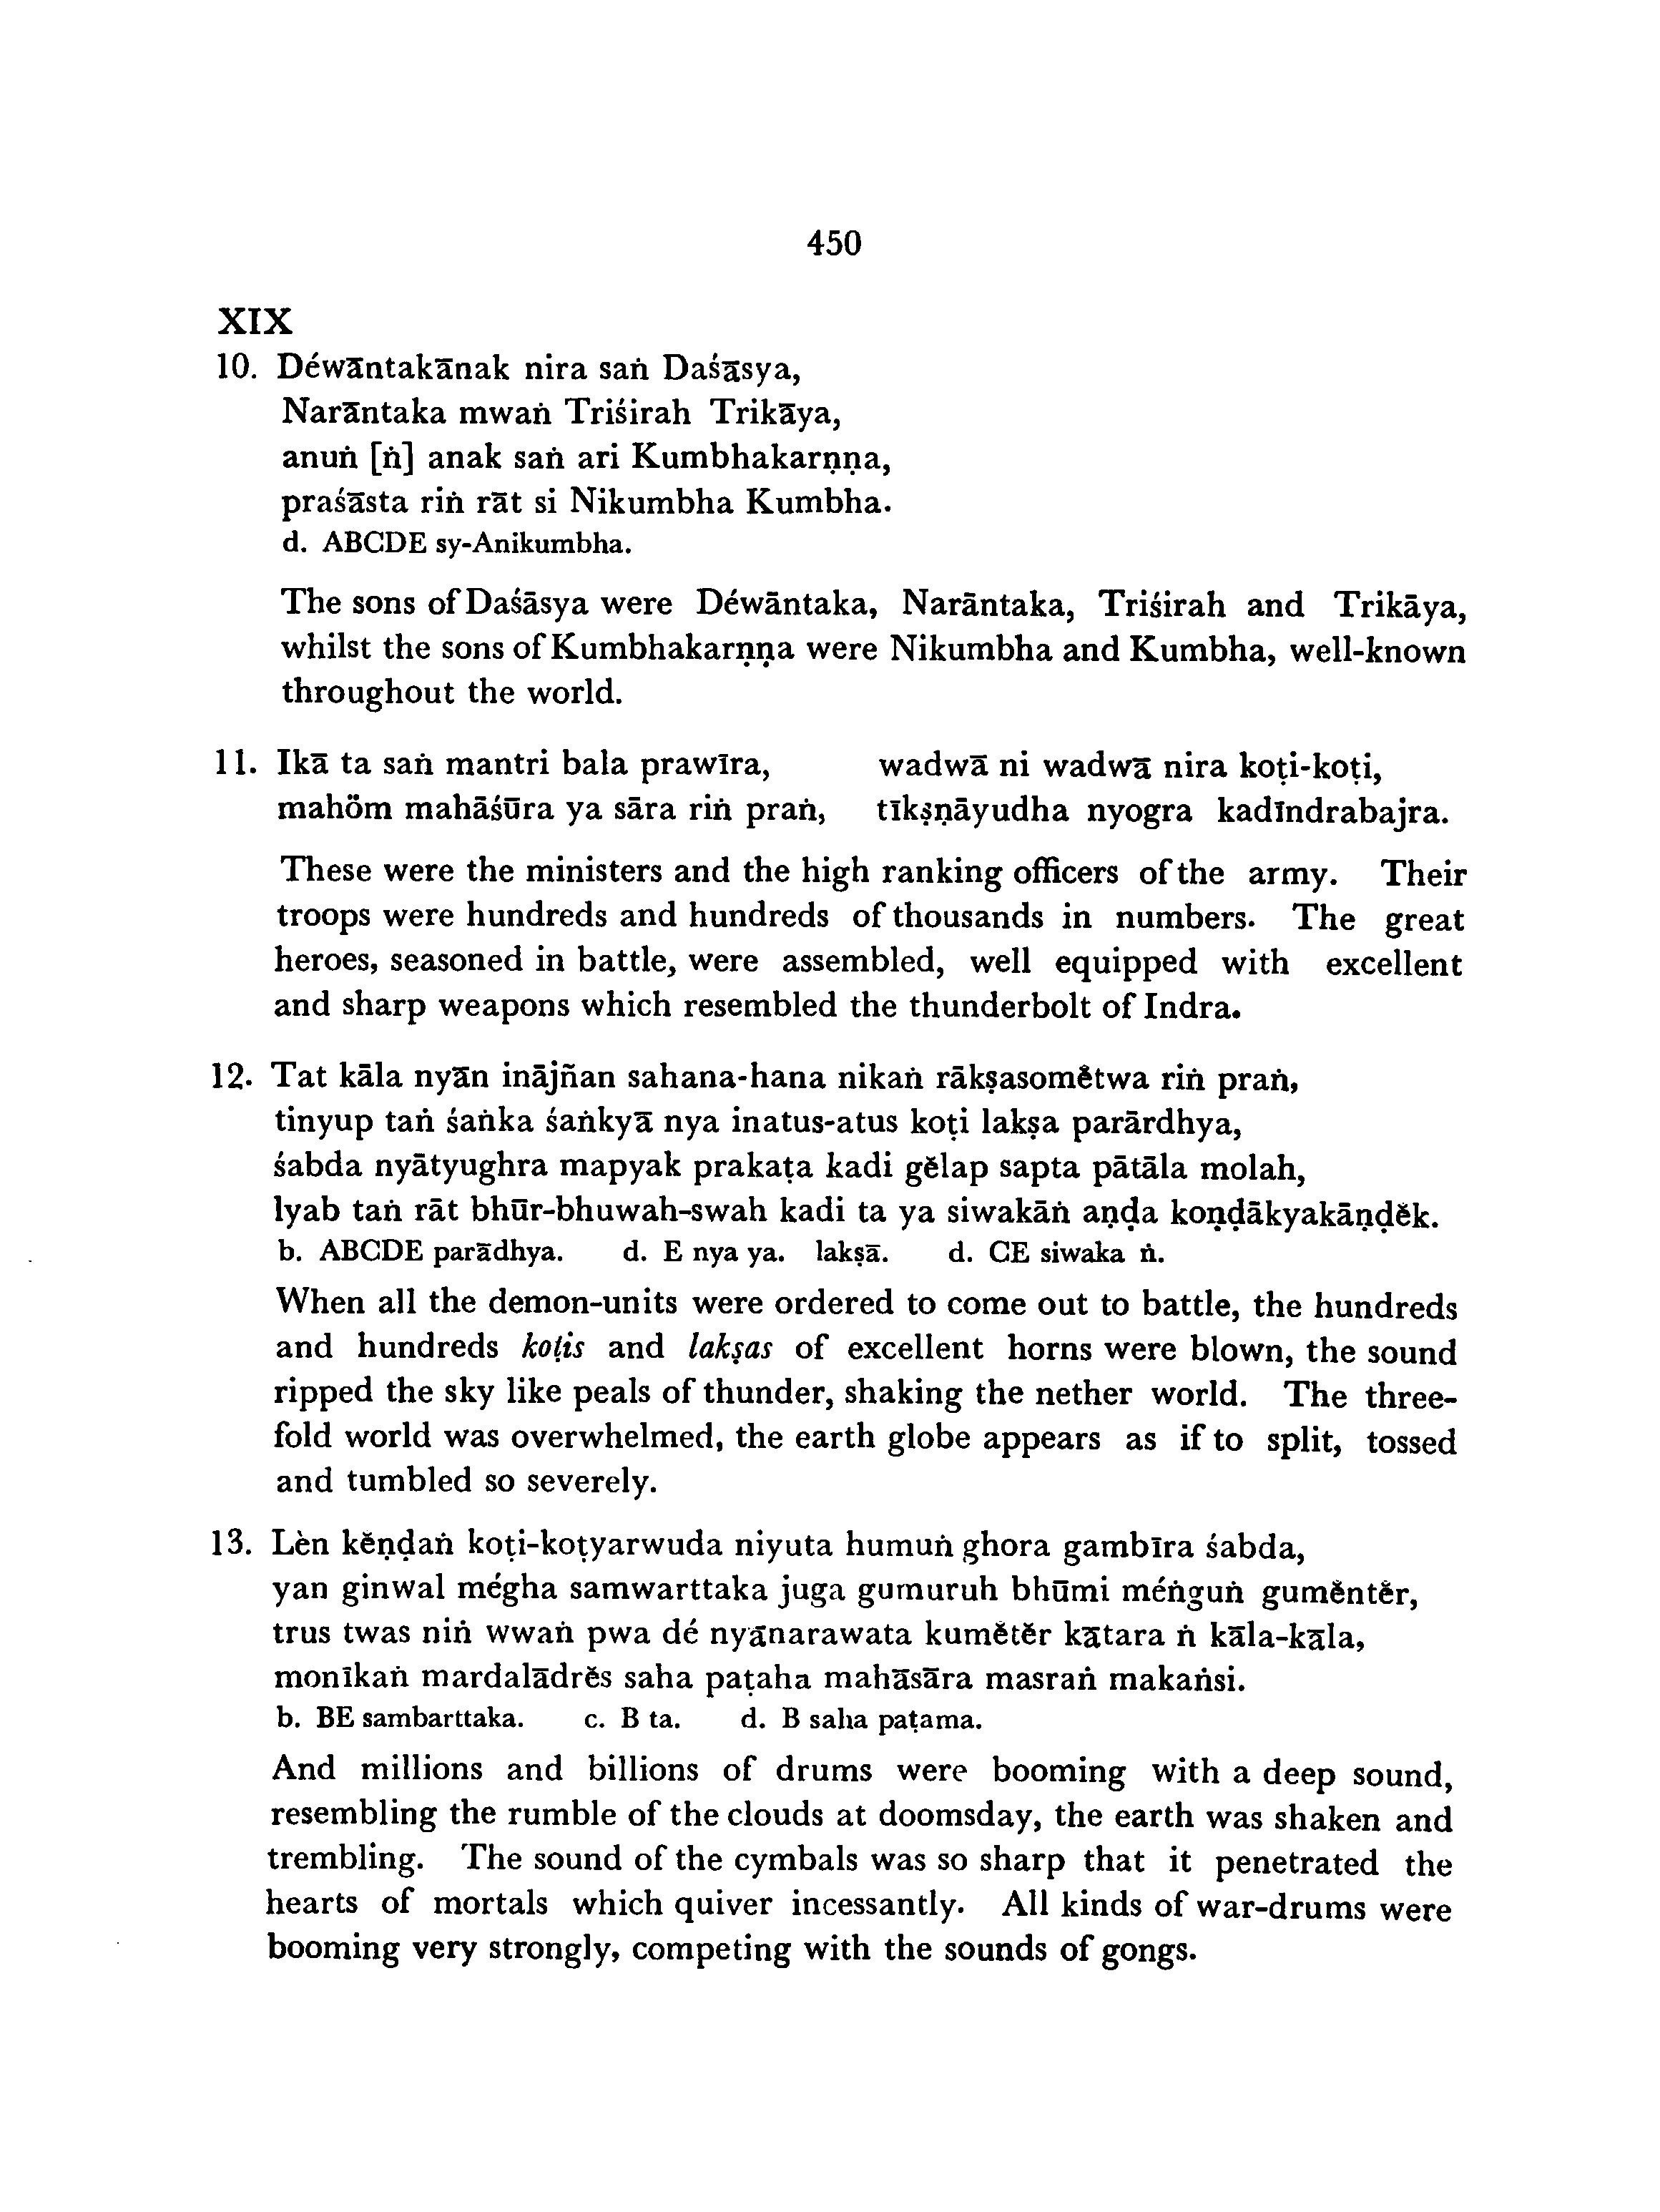 450
XIX
10. Déwāntakānak nira saṅ Daśāsya,
Narāntaka mwaṅ Triśirah Trikāya,
anuṅ [ṅ] anak saṅ ari Kumbhakarṇṇa,
praśāsta riṅ rāt si Nikumbha Kumbha.
d. ABCDE sy-Anikumbha.
The sons of Daśāsya were Déwāntaka, Narāntaka, Triśirah and Trikāya,
whilst the sons of Kumbhakarṇṇa were Nikumbha and Kumbha, well-known
throughout the world.
11. Ikā ta saṅ mantri bala prawīra, wadwā ni wadwā nira koṭi-koṭi,
mahöm mahāśūra ya sāra riṅ praṅ, tīkṣṇāyudha nyogra kadīndrabajra.
These were the ministers and the high ranking officers of the army. Their
troops were hundreds and hundreds of thousands in numbers. The great
heroes, seasoned in battle, were assembled, well equipped with excellent
and sharp weapons which resembled the thunderbolt of Indra.
12. Tat kāla nyān inājñan sahana-hana nikaṅ rākṣasomĕtwa riṅ praṅ,
tinyup taṅ śaṅka śaṅkyā nya inatus-atus koṭi lakṣa parārdhya,
śabda nyātyughra mapyak prakaṭa kadi gĕlap sapta pātāla molah,
lyab taṅ rāt bhūr-bhuwah-swah kadi ta ya siwakāṅ aṇḍa koṇḍākyakāṇḍĕk.
b. ABCDE parādhya. d. E nya ya. lakṣā. d. CE siwaka ṅ.
When all the demon-units were ordered to come out to battle, the hundreds
and hundreds koṭis and lakṣas of excellent horns were blown, the sound
ripped the sky like peals of thunder, shaking the nether world. The three-
fold world was overwhelmed, the earth globe appears as if to split, tossed
and tumbled so severely.
13. Lèn kĕṇḍaṅ koṭi-koṭyarwuda niyuta humuṅ ghora gambīra śabda,
yan ginwal mégha samwarttaka juga gumuruh bhūmi méṅguṅ gumĕntĕr,
trus twas niṅ wwaṅ pwa dé nyānarawata kumĕtĕr kātara ṅ kāla-kāla,
monīkaṅ mardalādrĕs saha paṭaha mahāsāra masraṅ makaṅsi.
b. BE sambarttaka. c. B ta. d. B saha paṭama.
And millions and billions of drums were booming with a deep sound,
resembling the rumble of the clouds at doomsday, the earth was shaken and
trembling. The sound of the cymbals was so sharp that it penetrated the
hearts of mortals which quiver incessantly. All kinds of war-drums were
booming very strongly, competing with the sounds of gongs.